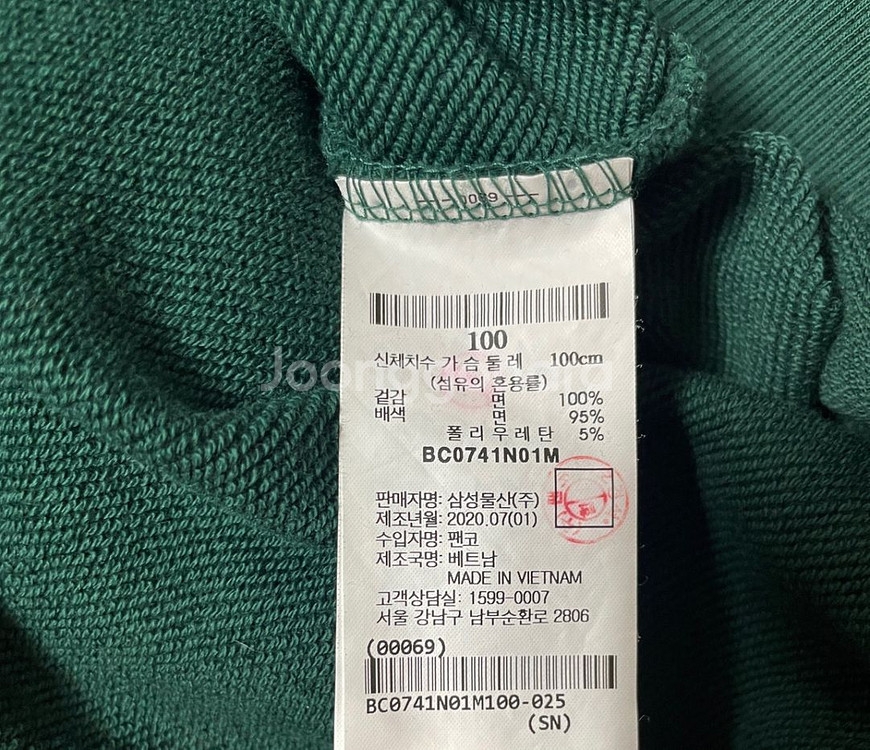 0069
100
신체치수 가슴둘레 100cm
(섬유의 혼용률)
겉감 면 100%
배색 면 95%
폴리우레탄 5%
BC0741N01M
판매자명: 삼성물산(주)
제조년월: 2020.07(01)
수입자명: 팬코
제조국명: 베트남
MADE IN VIETNAM
고객상담실: 1599-0007
서울 강남구 남부순환로 2806
(00069)
BC0741N01M100-025
(SN)